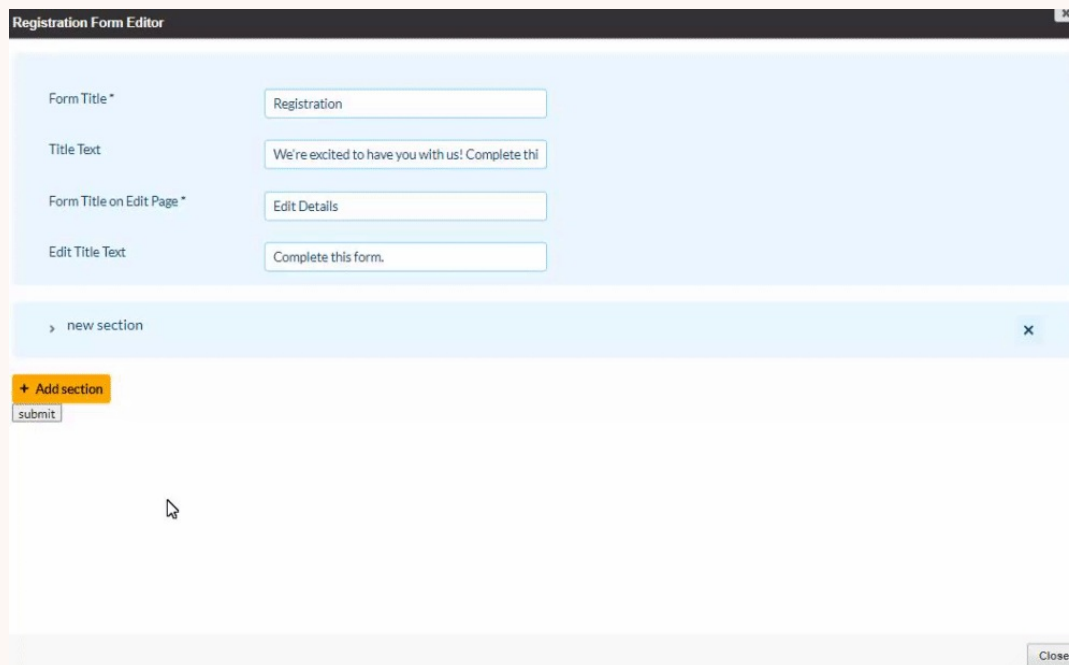 Registration Form Editor
x
Form Title *
Registration
Title Text
We're excited to have you with us! Complete thi
Form Title on Edit Page *
Edit Details
Edit Title Text
Complete this form.
› new section
×
+ Add section
submit
Close